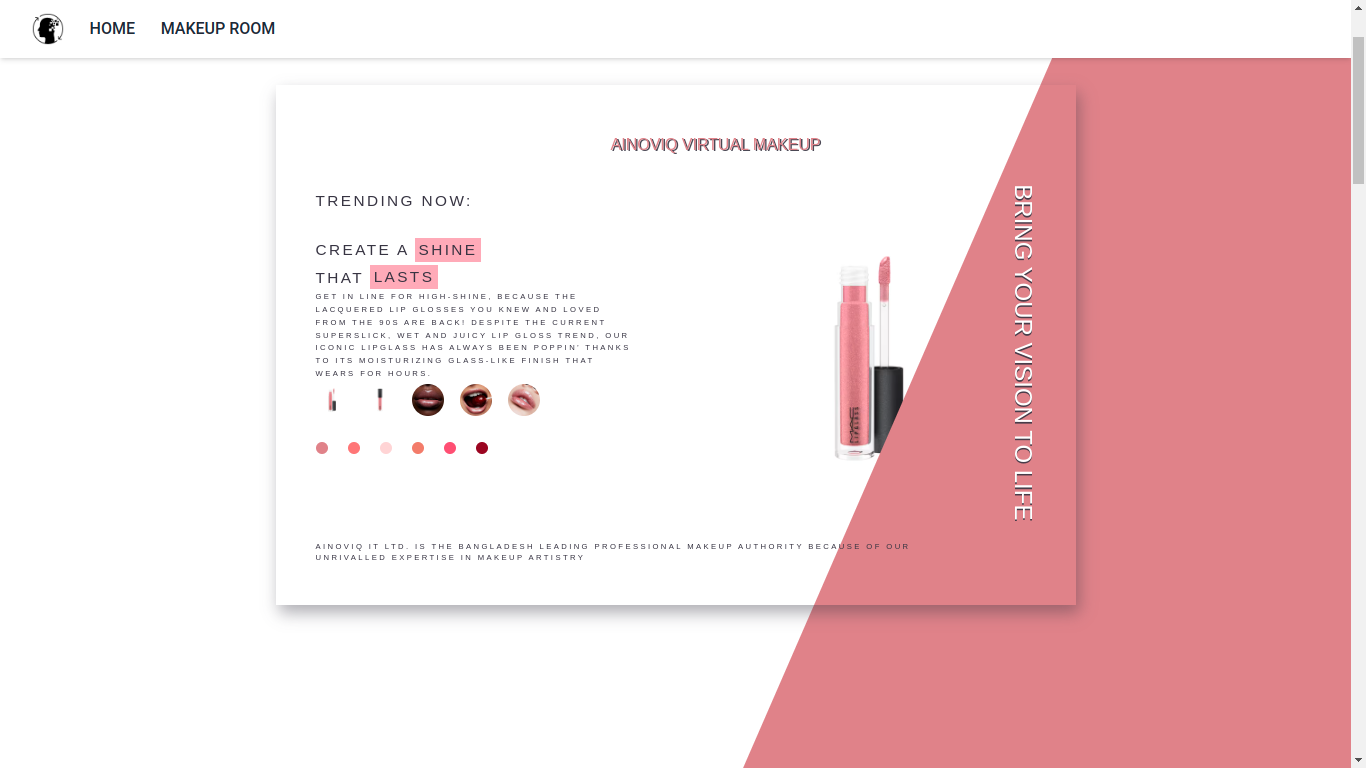 HOME
MAKEUP ROOM
AINOVIQ VIRTUAL MAKEUP
TRENDING NOW:
CREATE A SHINE
THAT LASTS
GET IN LINE FOR HIGH-SHINE, BECAUSE THE
LACQUERED LIP GLOSSES YOU KNEW AND LOVED
FROM THE 90S ARE BACK! DESPITE THE CURRENT
SUPERSLICK, WET AND JUICY LIP GLOSS TREND, OUR
ICONIC LIPGLASS HAS ALWAYS BEEN POPPIN' THANKS
TO ITS MOISTURIZING GLASS-LIKE FINISH THAT
WEARS FOR HOURS.
MAC
BRING YOUR VISION TO LIFE
AINOVIQ IT LTD. IS THE BANGLADESH LEADING PROFESSIONAL MAKEUP AUTHORITY BECAUSE OF OUR
UNRIVALLED EXPERTISE IN MAKEUP ARTISTRY